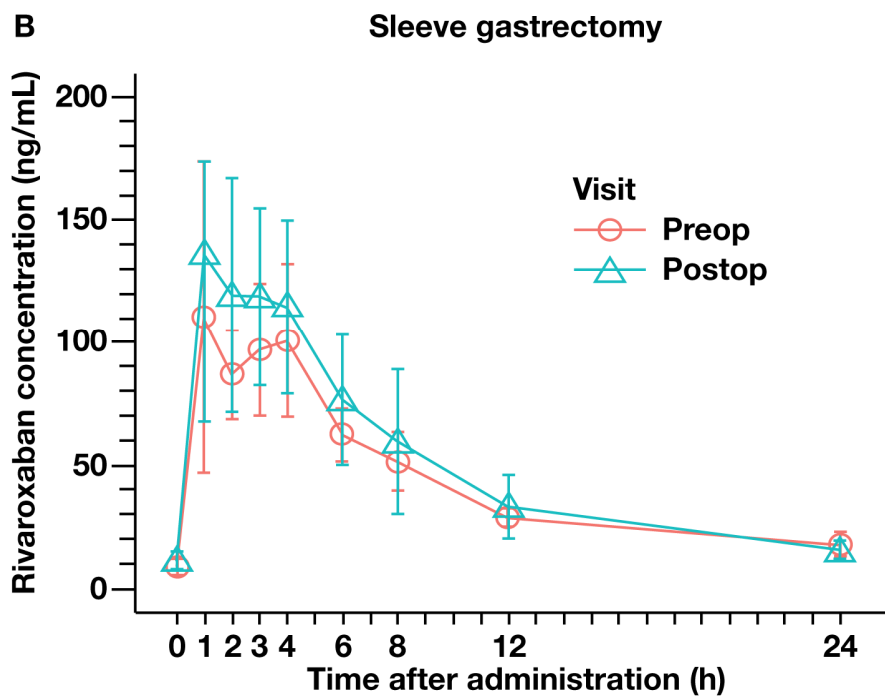 B
Sleeve gastrectomy
Rivaroxaban concentration (ng/mL)
200
150
100
50
0
Visit
Preop
Postop
0 1 2 3 4 6 8 12 24
Time after administration (h)